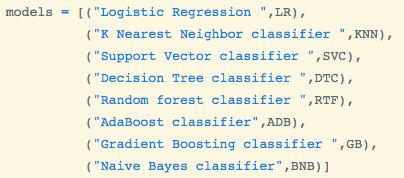 models = [("Logistic Regression ",LR),
("K Nearest Neighbor classifier ",KNN),
("Support Vector classifier ",SVC),
("Decision Tree classifier ",DTC),
("Random forest classifier ",RTF),
("AdaBoost classifier",ADB),
("Gradient Boosting classifier ",GB),
("Naive Bayes classifier",BNB)]